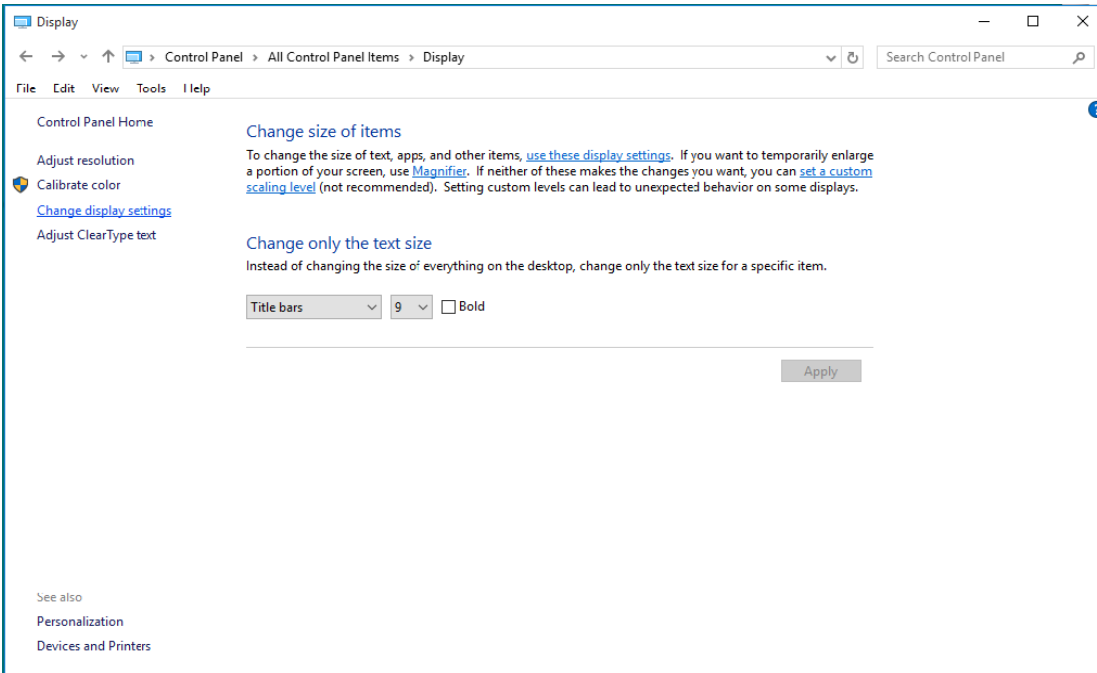 Display
Control Panel > All Control Panel Items > Display
Search Control Panel
File Edit View Tools Help
Control Panel Home
Adjust resolution
Calibrate color
Change display settings
Adjust ClearType text
Change size of items
To change the size of text, apps, and other items, use these display settings. If you want to temporarily enlarge
a portion of your screen, use Magnifier. If neither of these makes the changes you want, you can set a custom
scaling level (not recommended). Setting custom levels can lead to unexpected behavior on some displays.
Change only the text size
Instead of changing the size of everything on the desktop, change only the text size for a specific item.
Title bars 9 Bold
Apply
See also
Personalization
Devices and Printers